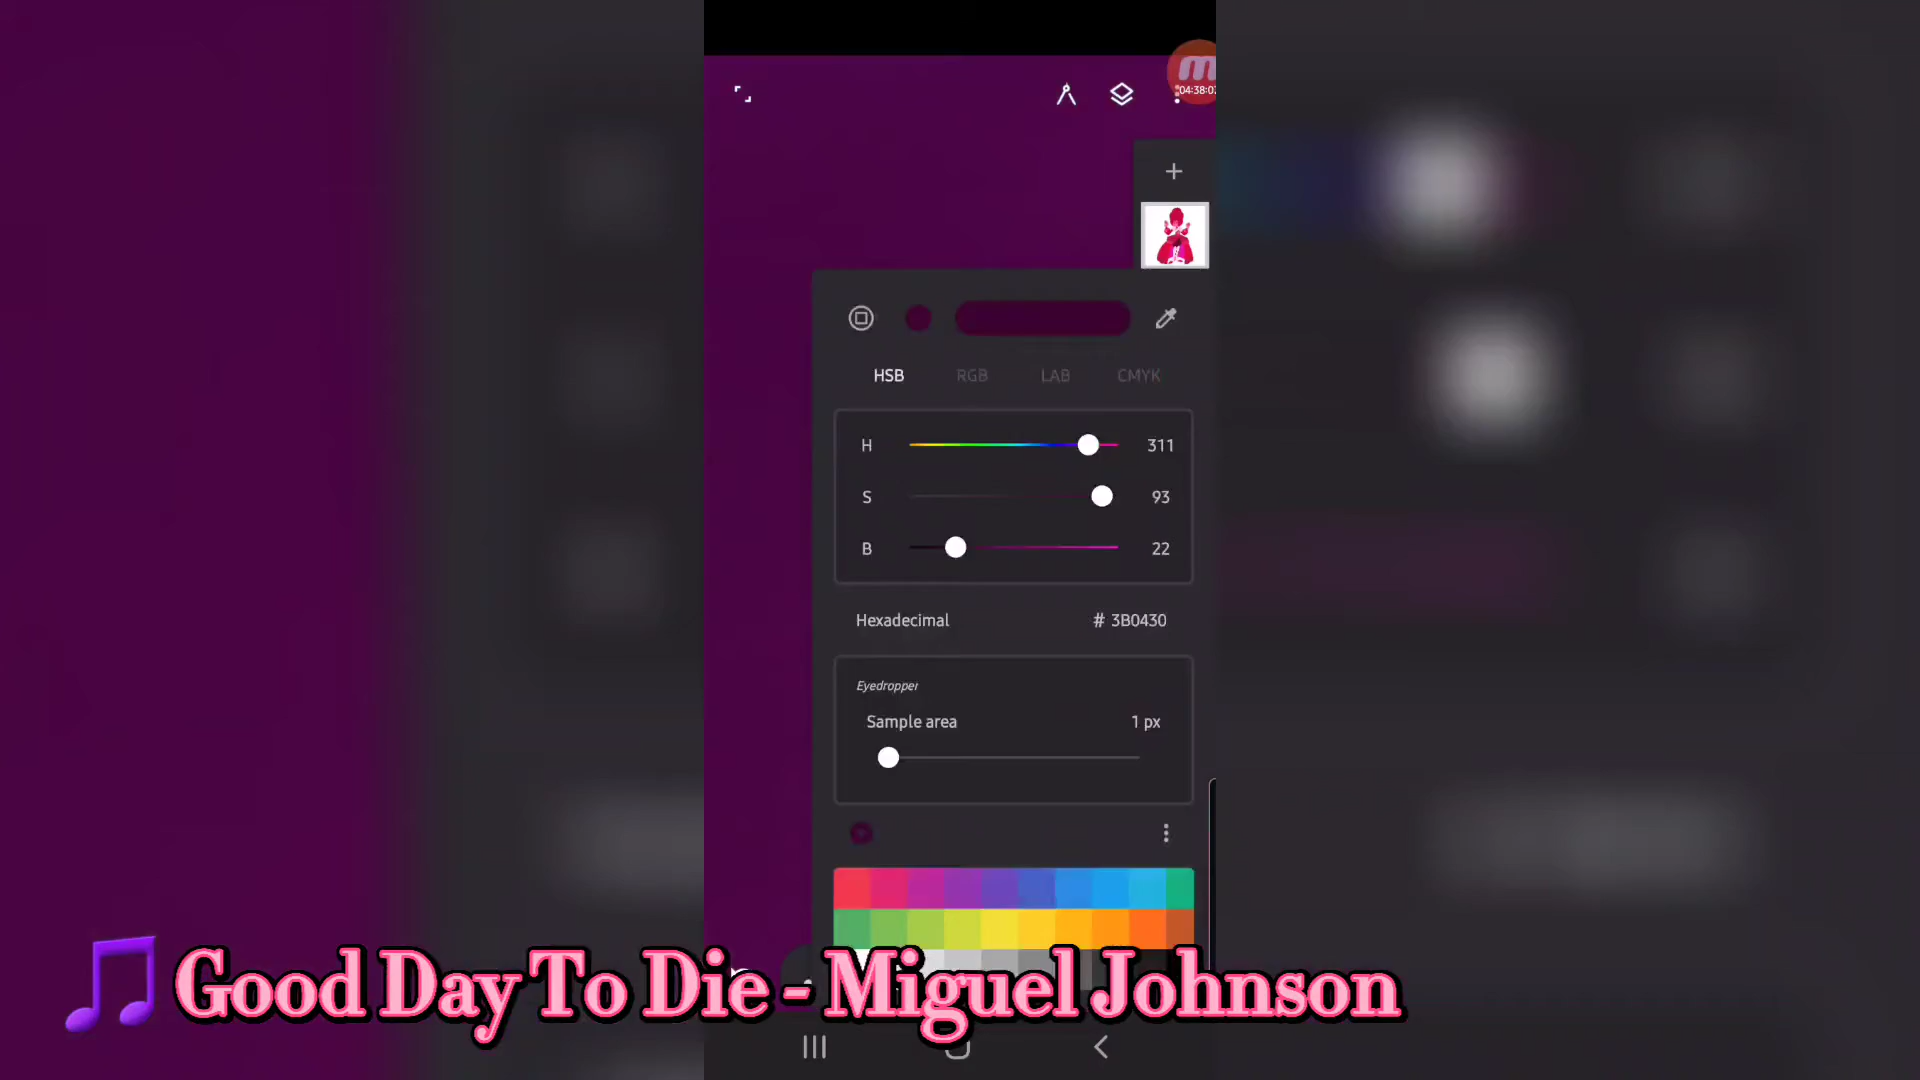 04:38:03
HSB RGB LAB CMYK
H 311
S 93
B 22
Hexadecimal # 3B0430
Eyedropper
Sample area 1 px
🎵 Good Day To Die - Miguel Johnson